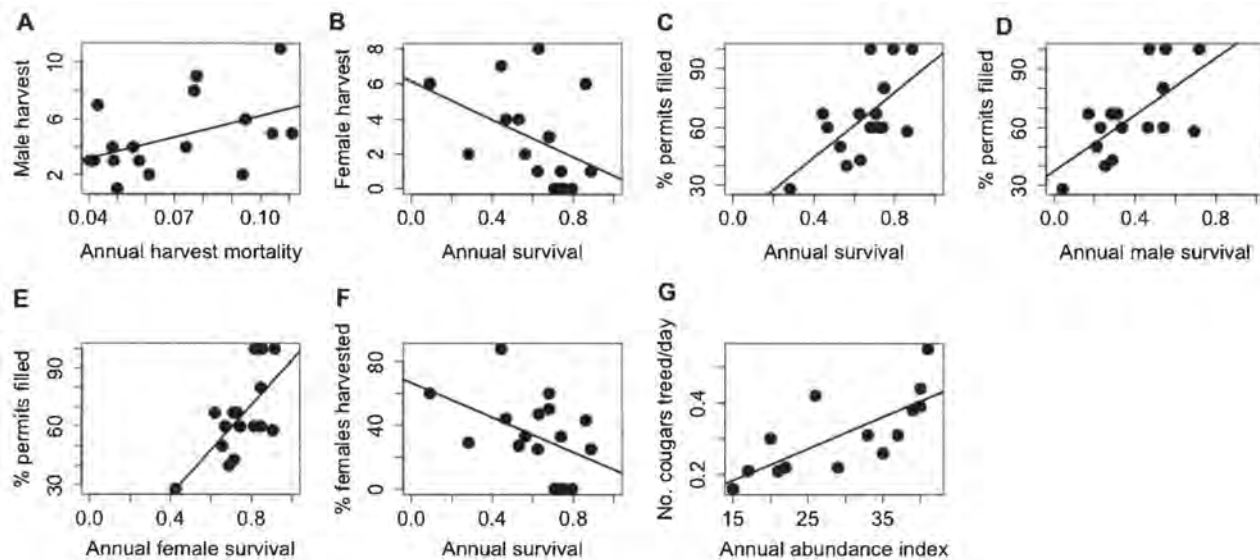 A
Male harvest
10
6
2
0.04 0.07 0.10
Annual harvest mortality
B
Female harvest
8
6
4
2
0
0.0 0.4 0.8
Annual survival
C
% permits filled
90
60
30
0.0 0.4 0.8
Annual survival
D
% permits filled
90
60
30
0.0 0.4 0.8
Annual male survival
E
% permits filled
90
60
30
0.0 0.4 0.8
Annual female survival
F
% females harvested
80
40
0
0.0 0.4 0.8
Annual survival
G
No. cougars treed/day
0.4
0.2
15 25 35
Annual abundance index